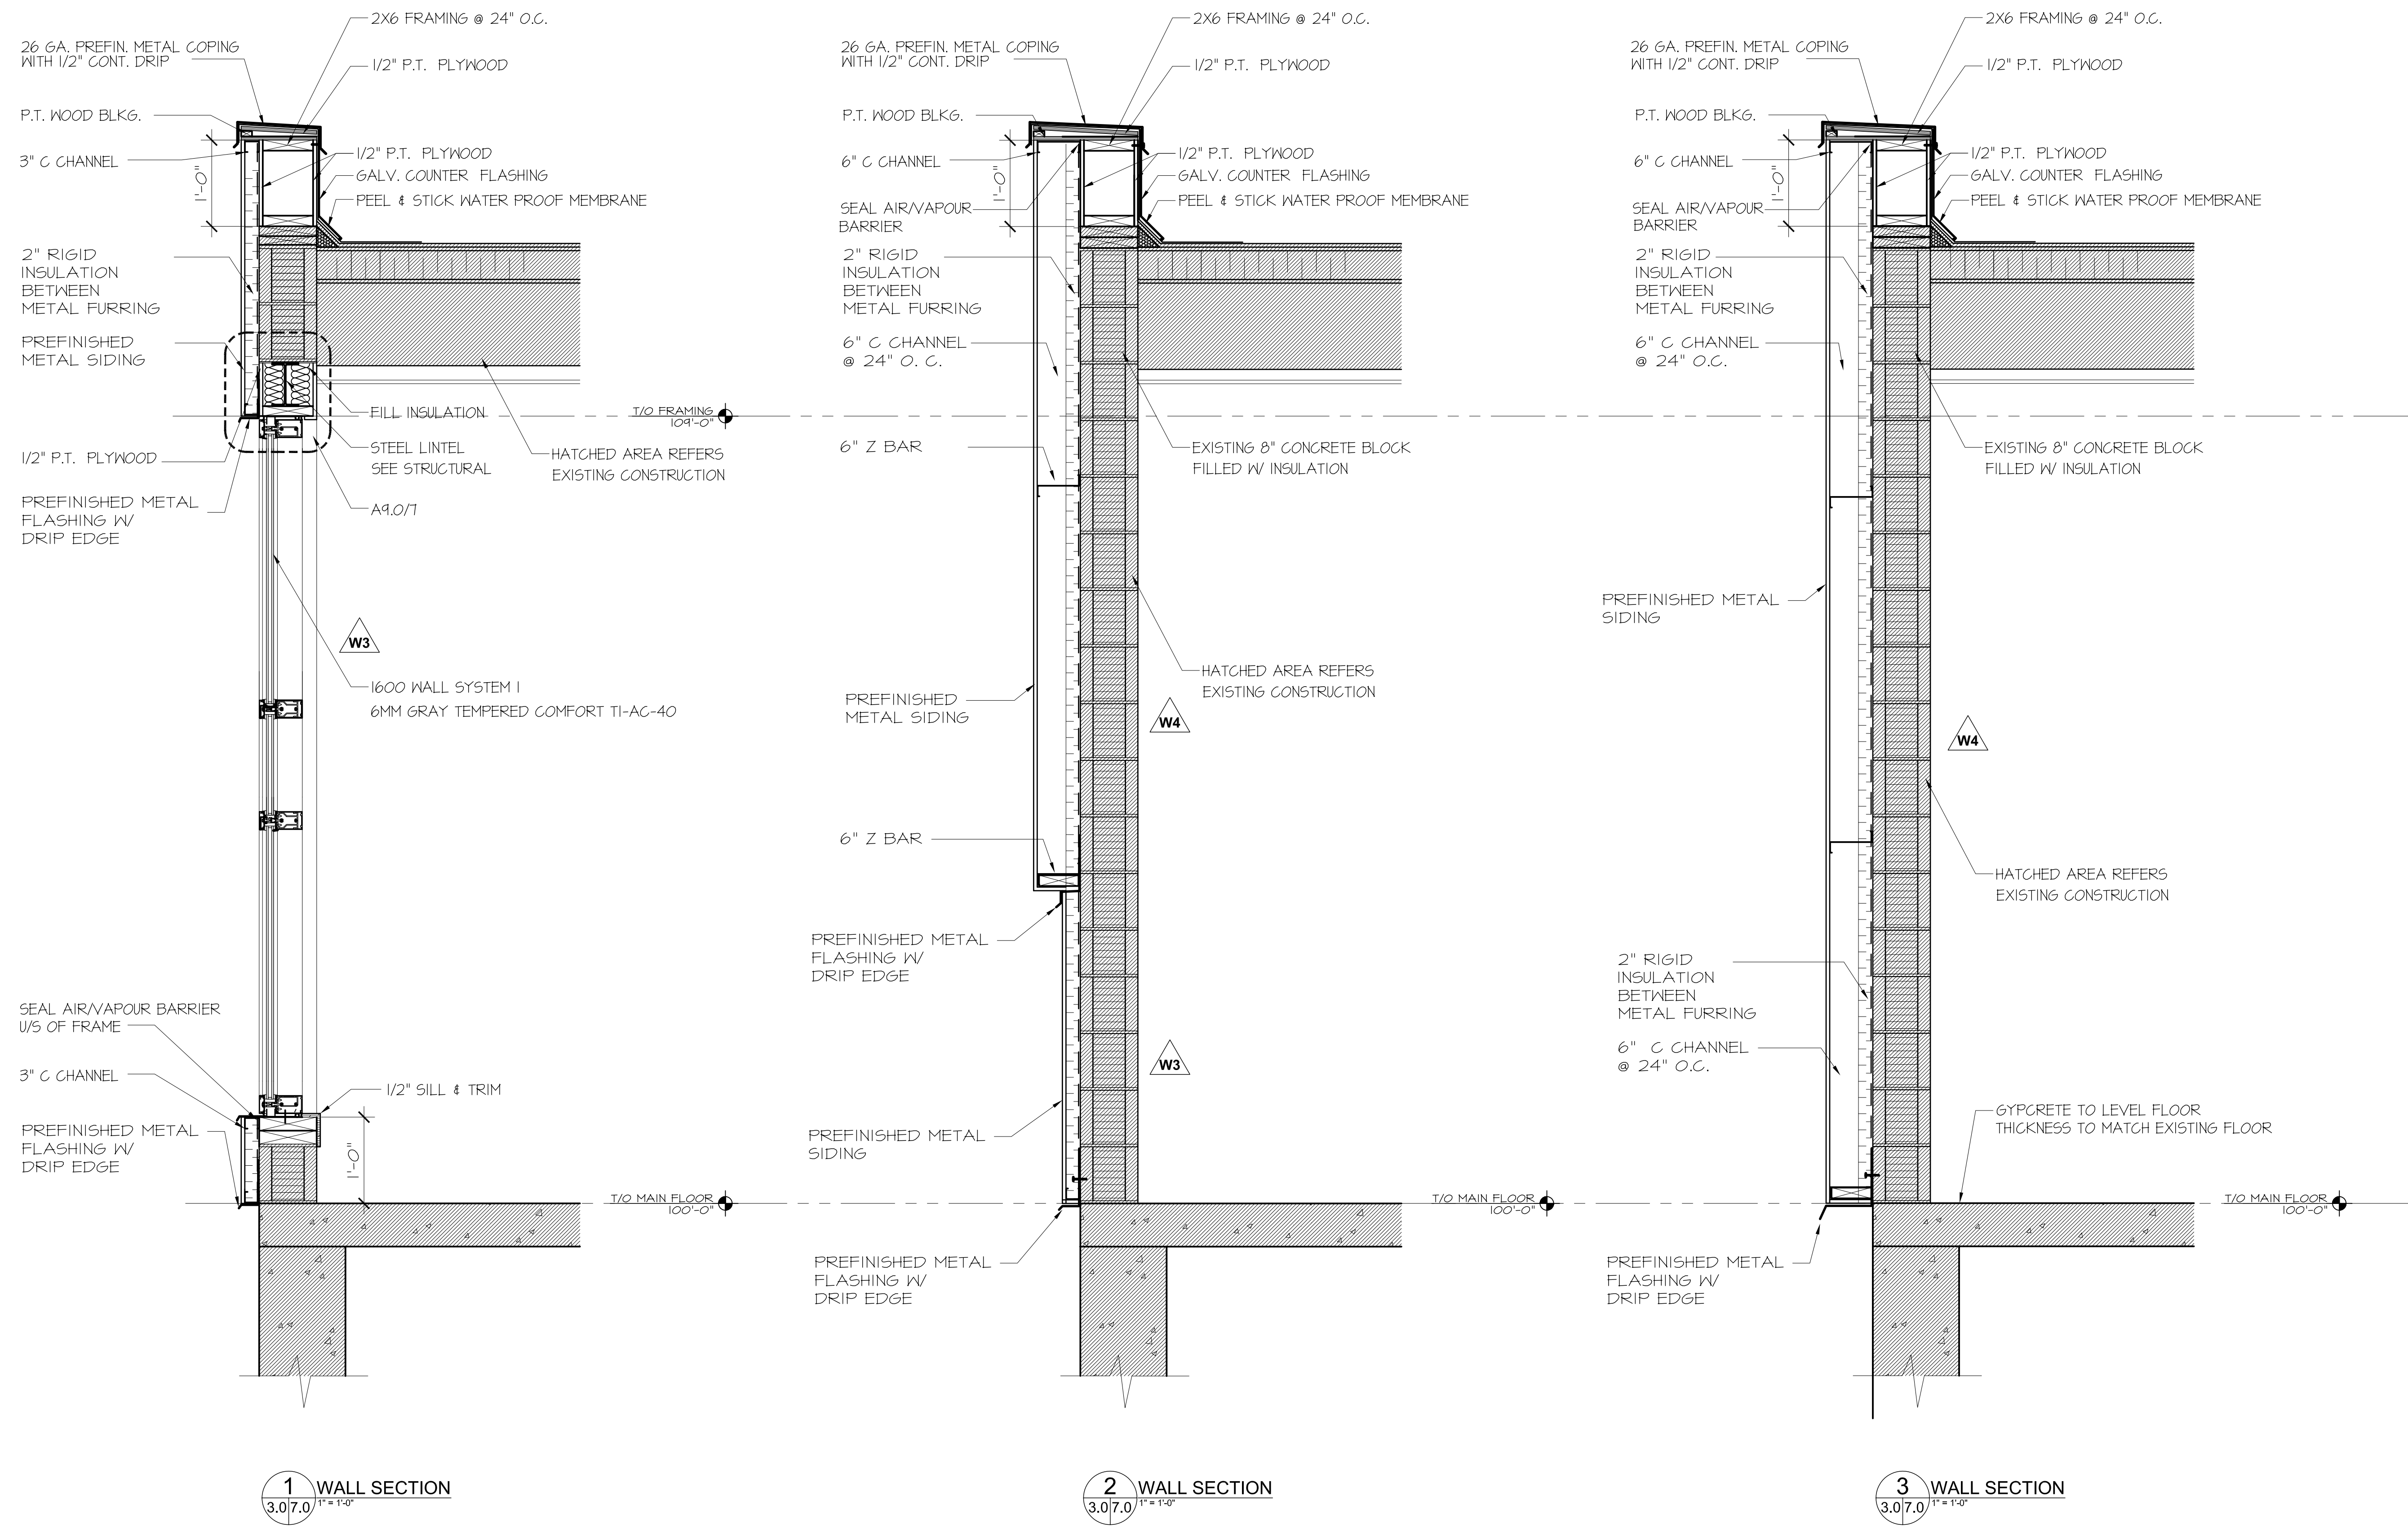 2X6 FRAMING @ 24" O.C.
26 GA. PREFIN. METAL COPING
WITH 1/2" CONT. DRIP
1/2" P.T. PLYWOOD
P.T. WOOD BLKG.
3" C CHANNEL
1'-0"
1/2" P.T. PLYWOOD
GALV. COUNTER FLASHING
PEEL & STICK WATER PROOF MEMBRANE
2" RIGID
INSULATION
BETWEEN
METAL FURRING
PREFINISHED
METAL SIDING
FILL INSULATION
T/O FRAMING
109'-0"
STEEL LINTEL
SEE STRUCTURAL
HATCHED AREA REFERS
EXISTING CONSTRUCTION
1/2" P.T. PLYWOOD
PREFINISHED METAL
FLASHING W/
DRIP EDGE
A9.0/7
W3
1600 WALL SYSTEM 1
6MM GRAY TEMPERED COMFORT TI-AC-40
SEAL AIR/VAPOUR BARRIER
U/S OF FRAME
3" C CHANNEL
1/2" SILL & TRIM
PREFINISHED METAL
FLASHING W/
DRIP EDGE
1'-0"
T/O MAIN FLOOR
100'-0"
1
3.0 7.0
WALL SECTION
1" = 1'-0"
2X6 FRAMING @ 24" O.C.
26 GA. PREFIN. METAL COPING
WITH 1/2" CONT. DRIP
1/2" P.T. PLYWOOD
P.T. WOOD BLKG.
6" C CHANNEL
1'-0"
1/2" P.T. PLYWOOD
GALV. COUNTER FLASHING
PEEL & STICK WATER PROOF MEMBRANE
SEAL AIR/VAPOUR
BARRIER
2" RIGID
INSULATION
BETWEEN
METAL FURRING
6" C CHANNEL
@ 24" O. C.
6" Z BAR
EXISTING 8" CONCRETE BLOCK
FILLED W/ INSULATION
HATCHED AREA REFERS
EXISTING CONSTRUCTION
PREFINISHED
METAL SIDING
W4
6" Z BAR
PREFINISHED METAL
FLASHING W/
DRIP EDGE
W3
PREFINISHED METAL
SIDING
T/O MAIN FLOOR
100'-0"
PREFINISHED METAL
FLASHING W/
DRIP EDGE
2
3.0 7.0
WALL SECTION
1" = 1'-0"
2X6 FRAMING @ 24" O.C.
26 GA. PREFIN. METAL COPING
WITH 1/2" CONT. DRIP
1/2" P.T. PLYWOOD
P.T. WOOD BLKG.
6" C CHANNEL
1'-0"
1/2" P.T. PLYWOOD
GALV. COUNTER FLASHING
PEEL & STICK WATER PROOF MEMBRANE
SEAL AIR/VAPOUR
BARRIER
2" RIGID
INSULATION
BETWEEN
METAL FURRING
6" C CHANNEL
@ 24" O.C.
EXISTING 8" CONCRETE BLOCK
FILLED W/ INSULATION
PREFINISHED METAL
SIDING
W4
HATCHED AREA REFERS
EXISTING CONSTRUCTION
2" RIGID
INSULATION
BETWEEN
METAL FURRING
6" C CHANNEL
@ 24" O.C.
GYPCRETE TO LEVEL FLOOR
THICKNESS TO MATCH EXISTING FLOOR
T/O MAIN FLOOR
100'-0"
PREFINISHED METAL
FLASHING W/
DRIP EDGE
3
3.0 7.0
WALL SECTION
1" = 1'-0"